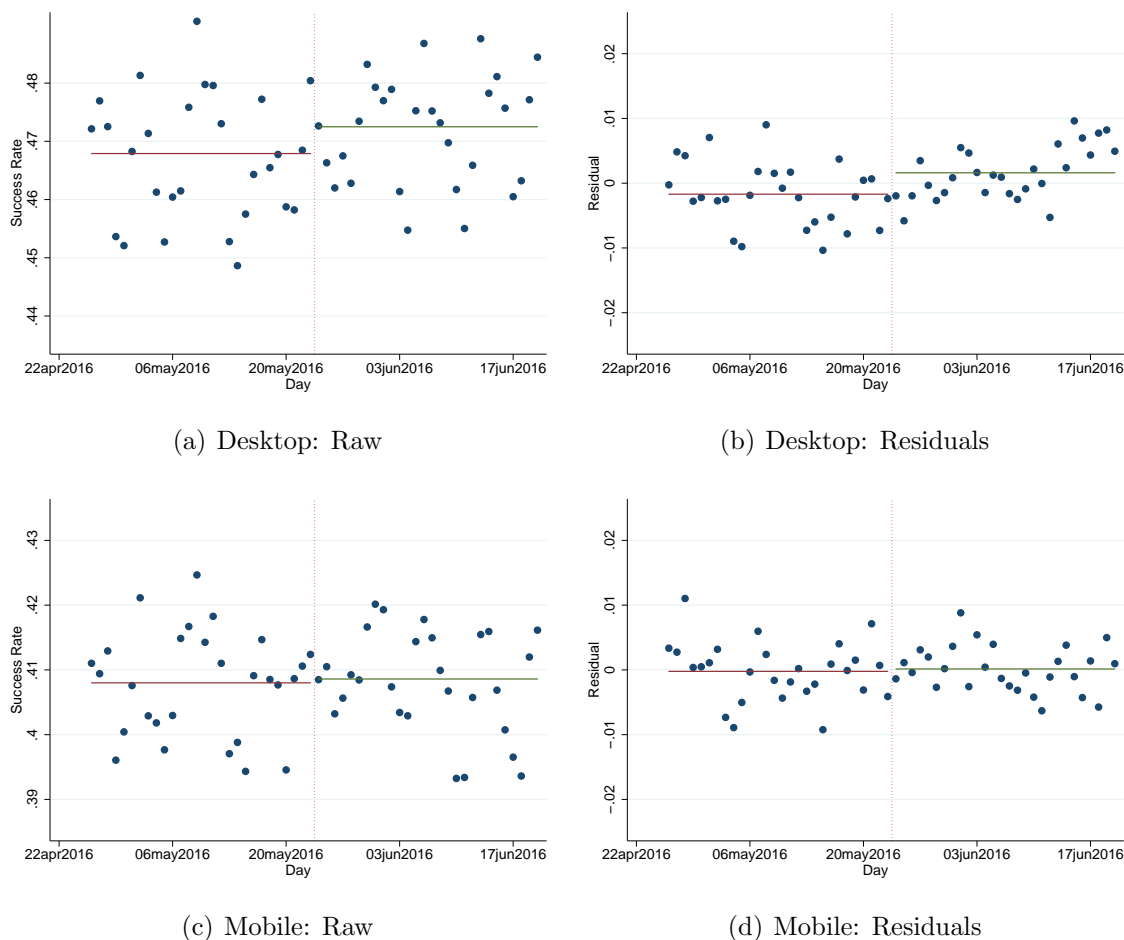 .44 .45 .46 .47 .48
Success Rate
22apr2016 06may2016 20may2016 03jun2016 17jun2016
Day
(a) Desktop: Raw
−.02 −.01 0 .01 .02
Residual
22apr2016 06may2016 20may2016 03jun2016 17jun2016
Day
(b) Desktop: Residuals
.39 .4 .41 .42 .43
Success Rate
22apr2016 06may2016 20may2016 03jun2016 17jun2016
Day
(c) Mobile: Raw
−.02 −.01 0 .01 .02
Residual
22apr2016 06may2016 20may2016 03jun2016 17jun2016
Day
(d) Mobile: Residuals